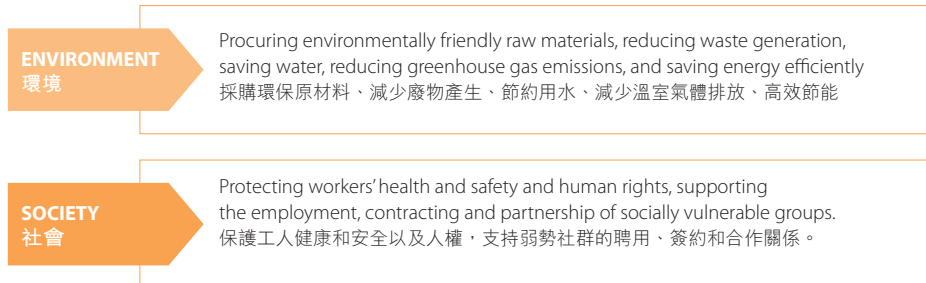 ENVIRONMENT
環境
Procuring environmentally friendly raw materials, reducing waste generation,
saving water, reducing greenhouse gas emissions, and saving energy efficiently
採購環保原材料、減少廢物產生、節約用水、減少溫室氣體排放、高效節能
SOCIETY
社會
Protecting workers' health and safety and human rights, supporting
the employment, contracting and partnership of socially vulnerable groups.
保護工人健康和安全以及人權，支持弱勢社群的聘用、簽約和合作關係。